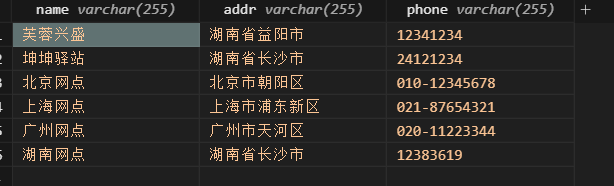 name varchar(255) addr varchar(255) phone varchar(255) +
芙蓉兴盛 湖南省益阳市 12341234
2 坤坤驿站 湖南省长沙市 24121234
3 北京网点 北京市朝阳区 010-12345678
4 上海网点 上海市浦东新区 021-87654321
5 广州网点 广州市天河区 020-11223344
湖南网点 湖南省长沙市 12383619